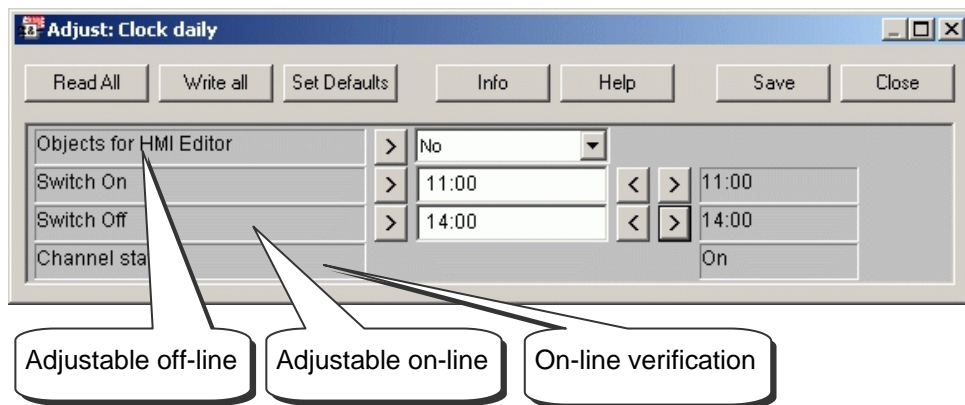 Adjust: Clock daily
Read All Write all Set Defaults Info Help Save Close
Objects for HMI Editor > No
Switch On > 11:00 < > 11:00
Switch Off > 14:00 < > 14:00
Channel sta On
Adjustable off-line Adjustable on-line On-line verification